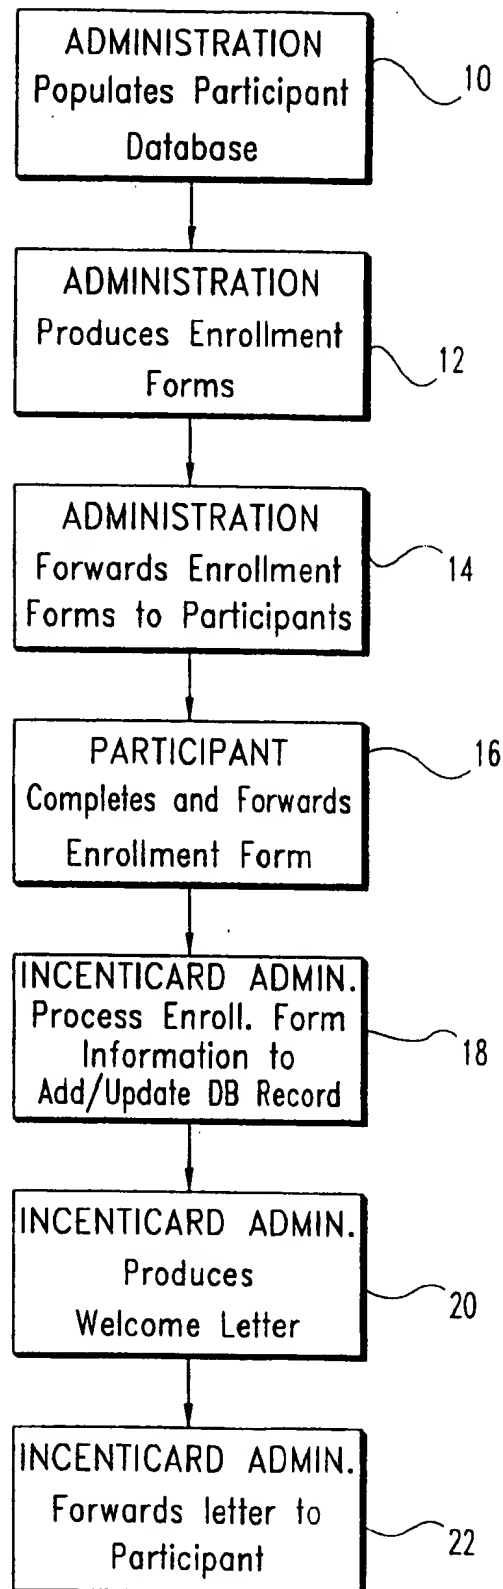 ADMINISTRATION
Populates Participant
Database
10
ADMINISTRATION
Produces Enrollment
Forms
12
ADMINISTRATION
Forwards Enrollment
Forms to Participants
14
PARTICIPANT
Completes and Forwards
Enrollment Form
16
INCENTICARD ADMIN.
Process Enroll. Form
Information to
Add/Update DB Record
18
INCENTICARD ADMIN.
Produces
Welcome Letter
20
INCENTICARD ADMIN.
Forwards letter to
Participant
22